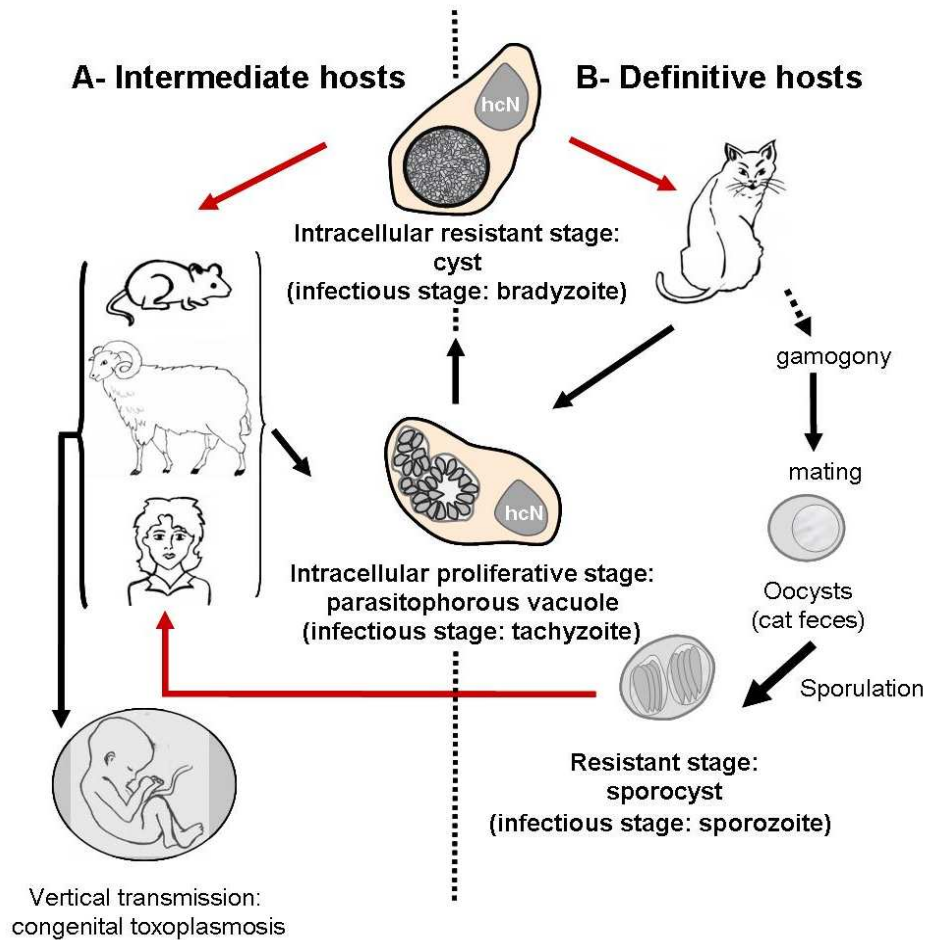 A- Intermediate hosts
B- Definitive hosts
hcN
Intracellular resistant stage:
cyst
(infectious stage: bradyzoite)
gamogony
mating
hcN
Intracellular proliferative stage:
parasitophorous vacuole
(infectious stage: tachyzoite)
Oocysts
(cat feces)
Sporulation
Resistant stage:
sporocyst
(infectious stage: sporozoite)
Vertical transmission:
congenital toxoplasmosis